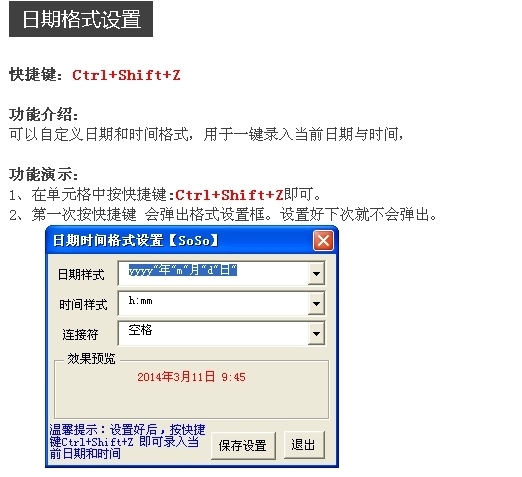 日期格式设置
快捷键：Ctrl+Shift+Z
功能介绍：
可以自定义日期和时间格式，用于一键录入当前日期与时间，
功能演示：
1、在单元格中按快捷键:Ctrl+Shift+Z即可。
2、第一次按快捷键 会弹出格式设置框。设置好下次就不会弹出。
日期时间格式设置【SoSo】
日期样式 yyyy"年"m"月"d"日"
时间样式 h:mm
连接符 空格
效果预览
2014年3月11日 9:45
温馨提示：设置好后，按快捷
键Ctrl+Shift+Z 即可录入当
前日期和时间
保存设置 退出